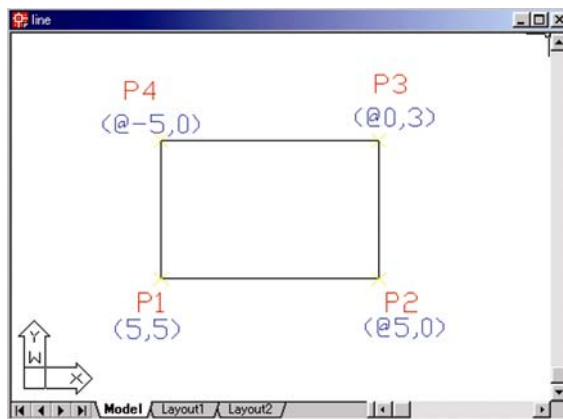 line
P4
P3
(@-5,0)
(@0,3)
P1
P2
(5,5)
(@5,0)
Y
W
X
Model
Layout1
Layout2